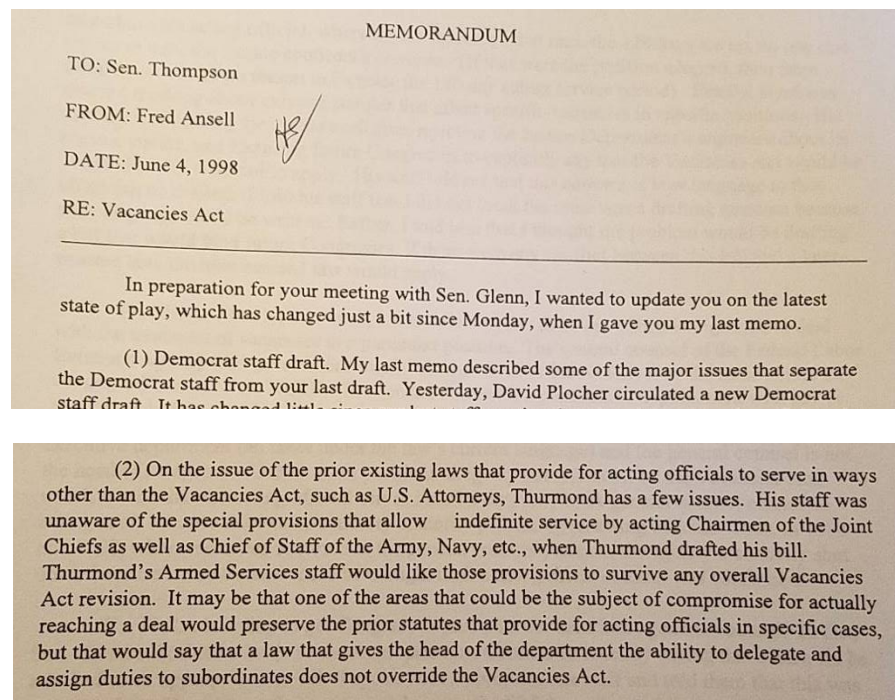 MEMORANDUM
TO: Sen. Thompson
FROM: Fred Ansell
DATE: June 4, 1998
RE: Vacancies Act
In preparation for your meeting with Sen. Glenn, I wanted to update you on the latest
state of play, which has changed just a bit since Monday, when I gave you my last memo.
(1) Democrat staff draft. My last memo described some of the major issues that separate
the Democrat staff from your last draft. Yesterday, David Plocher circulated a new Democrat
staff draft. It has changed little
(2) On the issue of the prior existing laws that provide for acting officials to serve in ways
other than the Vacancies Act, such as U.S. Attorneys, Thurmond has a few issues. His staff was
unaware of the special provisions that allow indefinite service by acting Chairmen of the Joint
Chiefs as well as Chief of Staff of the Army, Navy, etc., when Thurmond drafted his bill.
Thurmond's Armed Services staff would like those provisions to survive any overall Vacancies
Act revision. It may be that one of the areas that could be the subject of compromise for actually
reaching a deal would preserve the prior statutes that provide for acting officials in specific cases,
but that would say that a law that gives the head of the department the ability to delegate and
assign duties to subordinates does not override the Vacancies Act.